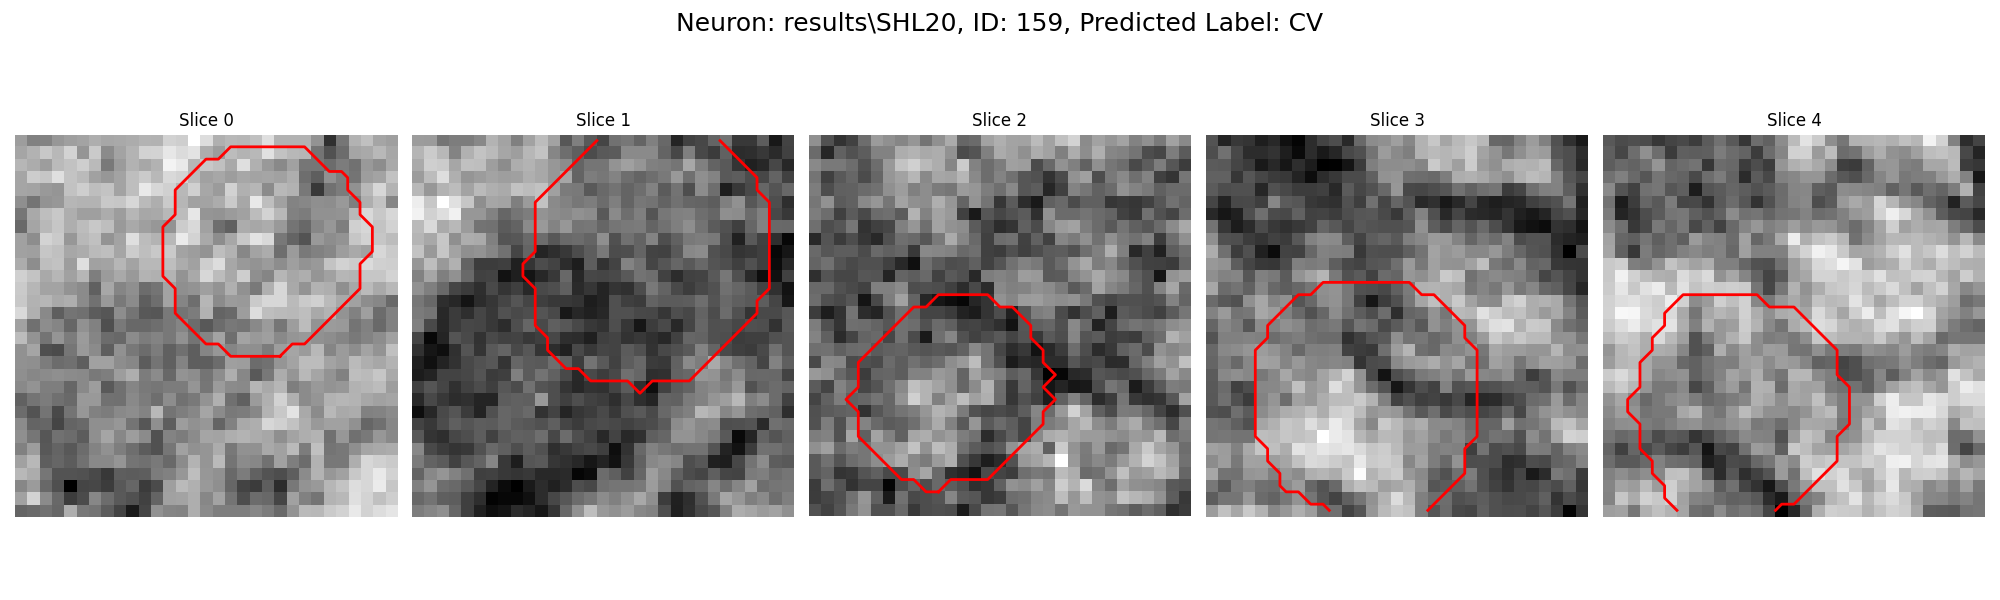 Neuron: results\SHL20, ID: 159, Predicted Label: CV
Slice 0
Slice 1
Slice 2
Slice 3
Slice 4